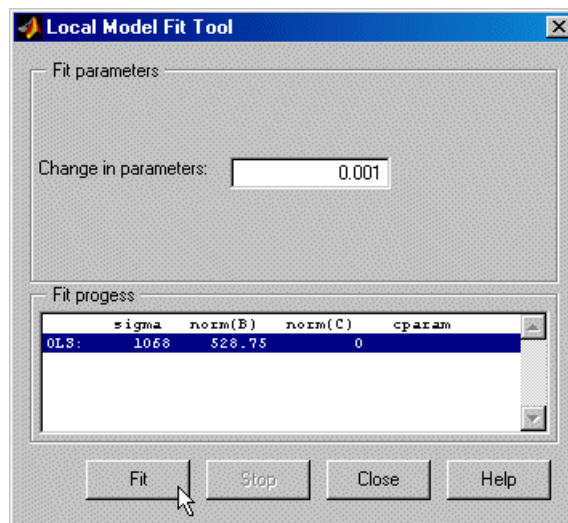 Local Model Fit Tool
Fit parameters
Change in parameters: 0.001
Fit progess
sigma norm(B) norm(C) cparam
OLS: 1068 528.75 0
Fit Stop Close Help